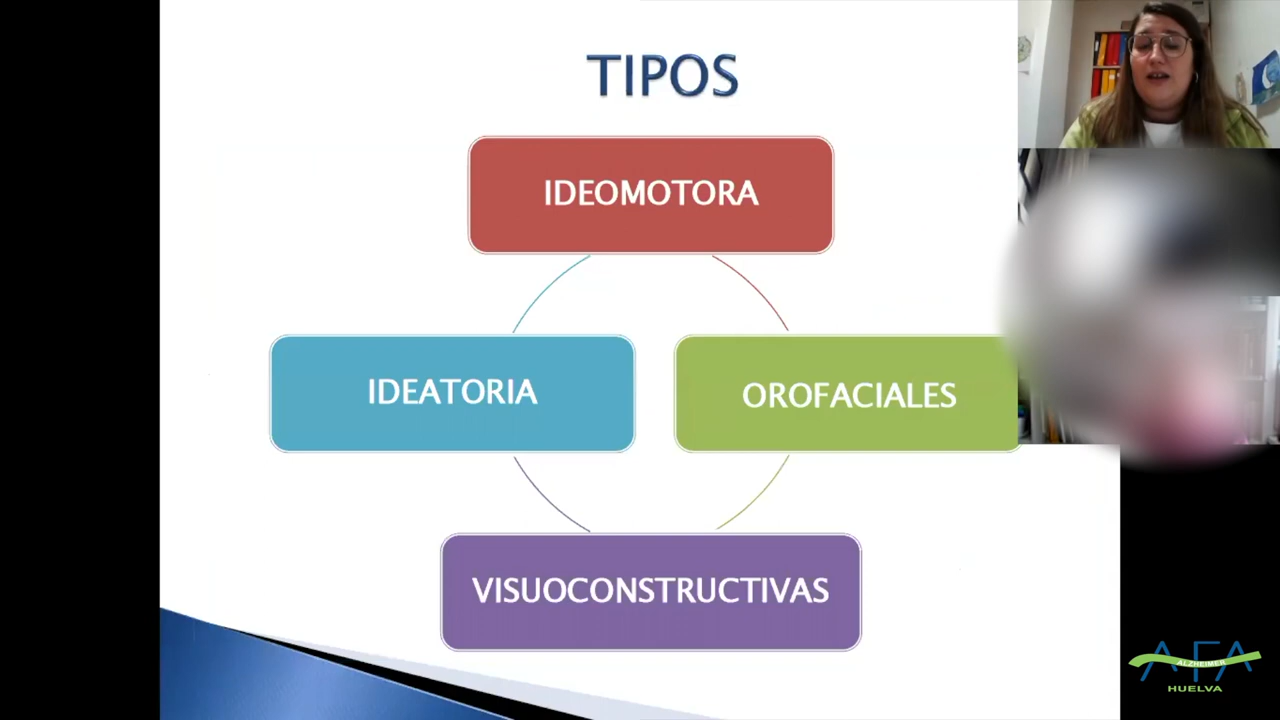 TIPOS
IDEOMOTORA
IDEATORIA
OROFACIALES
VISUOCONSTRUCTIVAS
AFA
ALZHEIMER
HUELVA